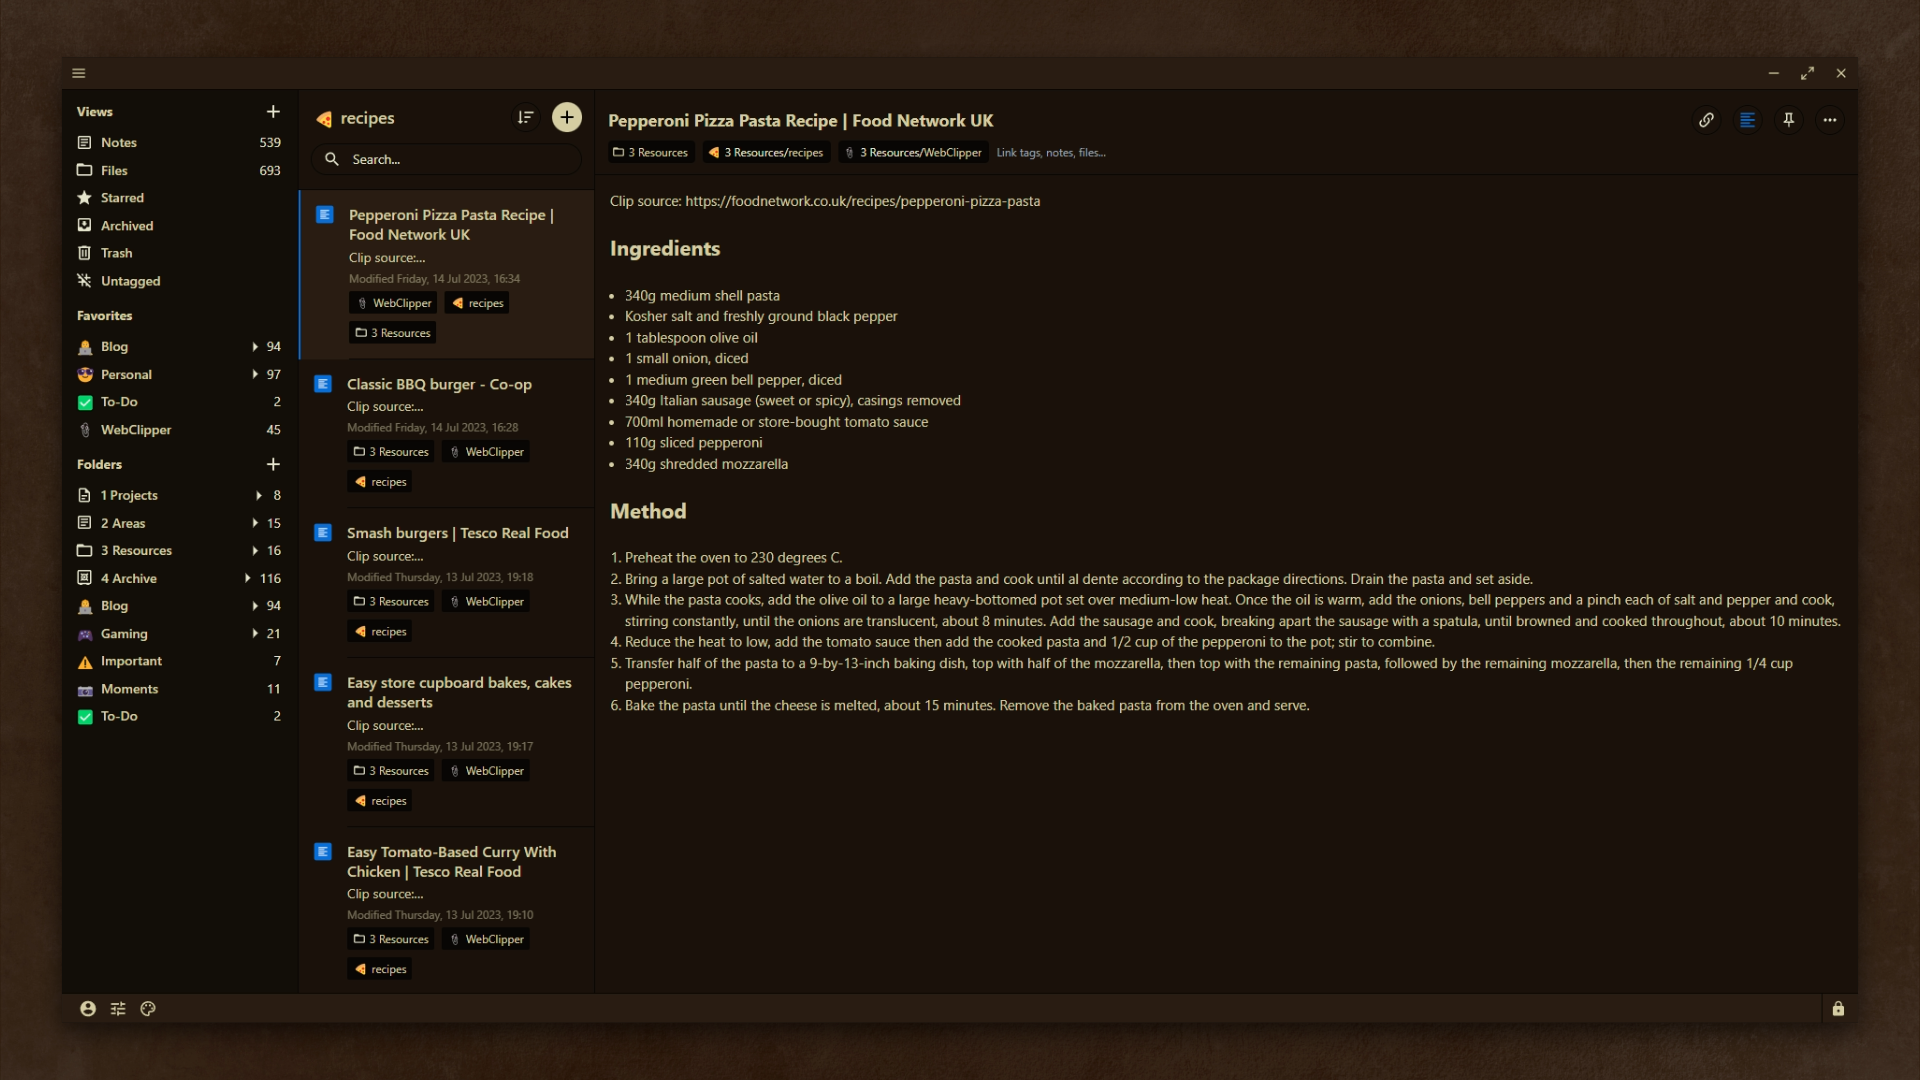 Views
Notes 539
Files 693
Starred
Archived
Trash
Untagged
Favorites
Blog 94
Personal 97
To-Do 2
WebClipper 45
Folders
1 Projects 8
2 Areas 15
3 Resources 16
4 Archive 116
Blog 94
Gaming 21
Important 7
Moments 11
To-Do 2
recipes
Search...
Pepperoni Pizza Pasta Recipe |
Food Network UK
Clip source:...
Modified Friday, 14 Jul 2023, 16:34
WebClipper recipes
3 Resources
Classic BBQ burger - Co-op
Clip source:...
Modified Friday, 14 Jul 2023, 16:28
3 Resources WebClipper
recipes
Smash burgers | Tesco Real Food
Clip source:...
Modified Thursday, 13 Jul 2023, 19:18
3 Resources WebClipper
recipes
Easy store cupboard bakes, cakes
and desserts
Clip source:...
Modified Thursday, 13 Jul 2023, 19:17
3 Resources WebClipper
recipes
Easy Tomato-Based Curry With
Chicken | Tesco Real Food
Clip source:...
Modified Thursday, 13 Jul 2023, 19:10
3 Resources WebClipper
recipes
Pepperoni Pizza Pasta Recipe | Food Network UK
3 Resources 3 Resources/recipes 3 Resources/WebClipper Link tags, notes, files...
Clip source: https://foodnetwork.co.uk/recipes/pepperoni-pizza-pasta
Ingredients
• 340g medium shell pasta
• Kosher salt and freshly ground black pepper
• 1 tablespoon olive oil
• 1 small onion, diced
• 1 medium green bell pepper, diced
• 340g Italian sausage (sweet or spicy), casings removed
• 700ml homemade or store-bought tomato sauce
• 110g sliced pepperoni
• 340g shredded mozzarella
Method
1. Preheat the oven to 230 degrees C.
2. Bring a large pot of salted water to a boil. Add the pasta and cook until al dente according to the package directions. Drain the pasta and set aside.
3. While the pasta cooks, add the olive oil to a large heavy-bottomed pot set over medium-low heat. Once the oil is warm, add the onions, bell peppers and a pinch each of salt and pepper and cook,
stirring constantly, until the onions are translucent, about 8 minutes. Add the sausage and cook, breaking apart the sausage with a spatula, until browned and cooked throughout, about 10 minutes.
4. Reduce the heat to low, add the tomato sauce then add the cooked pasta and 1/2 cup of the pepperoni to the pot; stir to combine.
5. Transfer half of the pasta to a 9-by-13-inch baking dish, top with half of the mozzarella, then top with the remaining pasta, followed by the remaining mozzarella, then the remaining 1/4 cup
pepperoni.
6. Bake the pasta until the cheese is melted, about 15 minutes. Remove the baked pasta from the oven and serve.